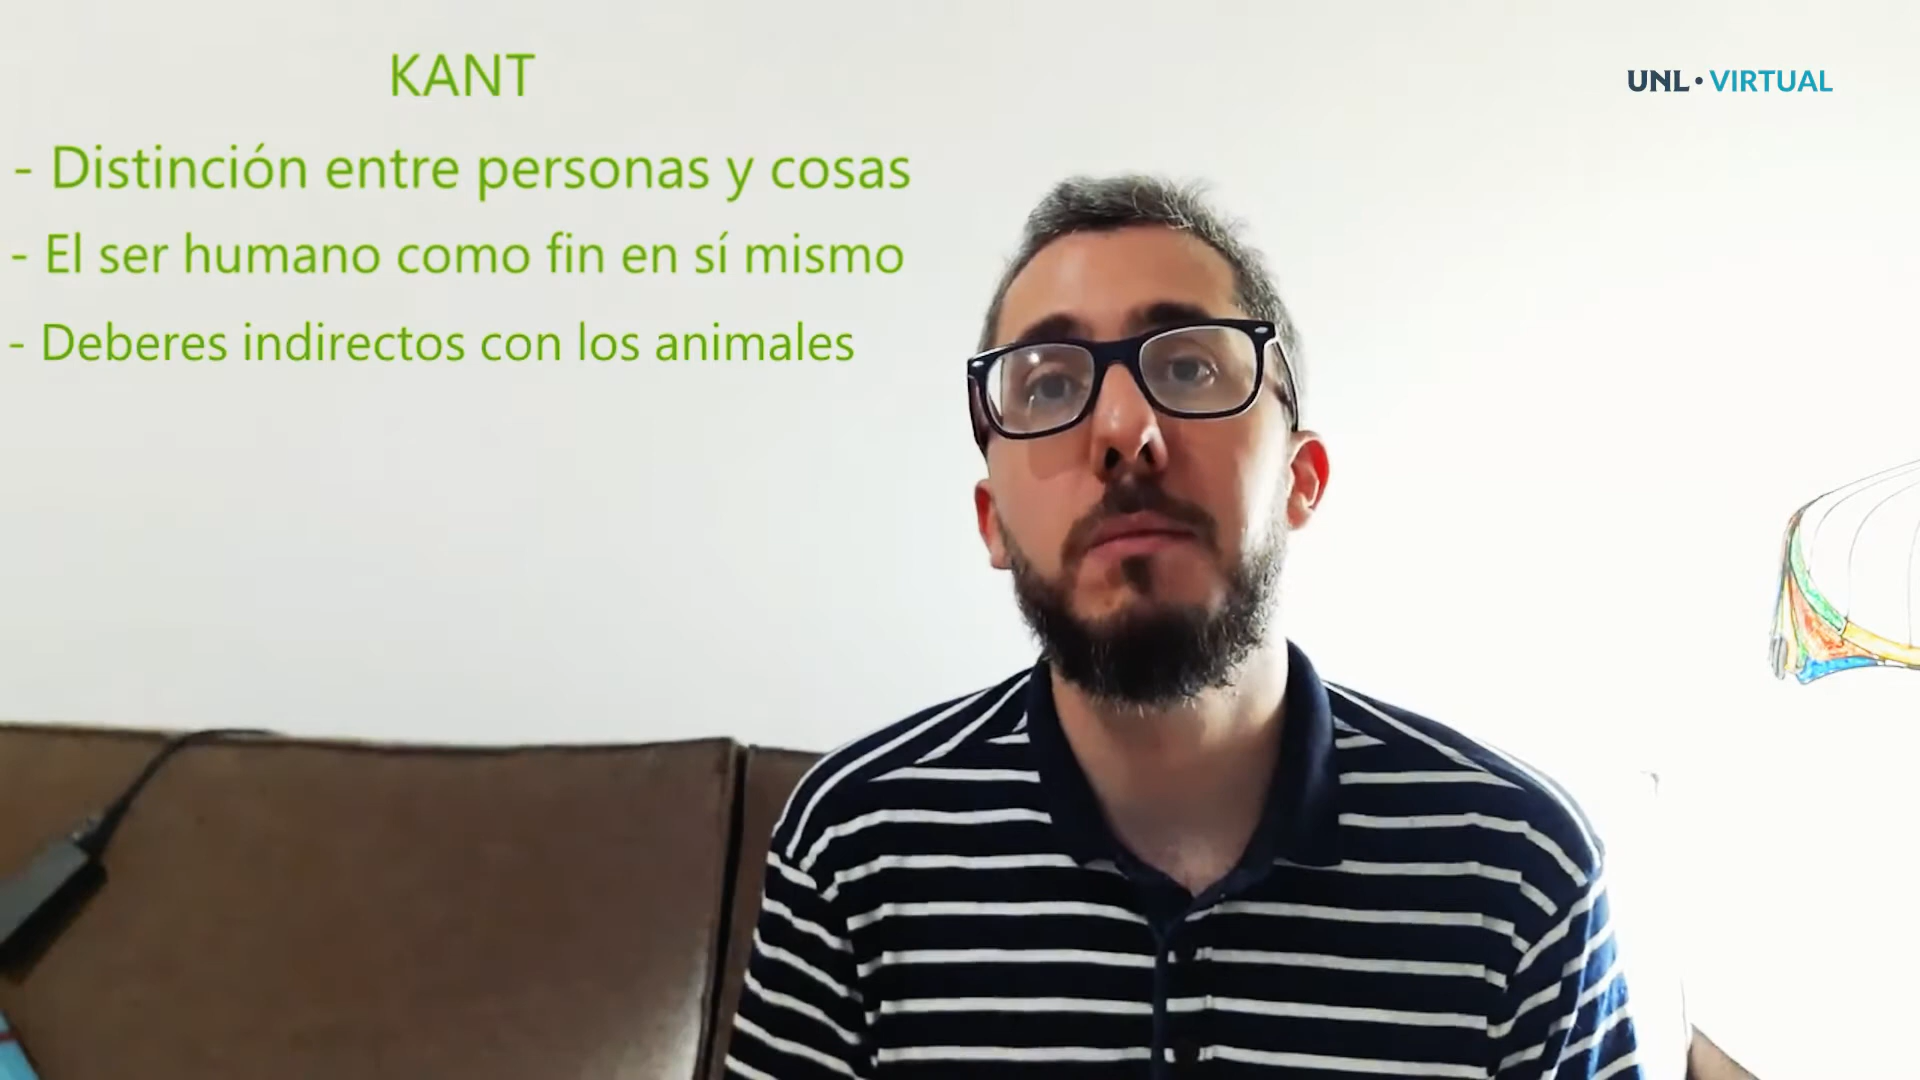 KANT
UNL • VIRTUAL
- Distinción entre personas y cosas
- El ser humano como fin en sí mismo
- Deberes indirectos con los animales